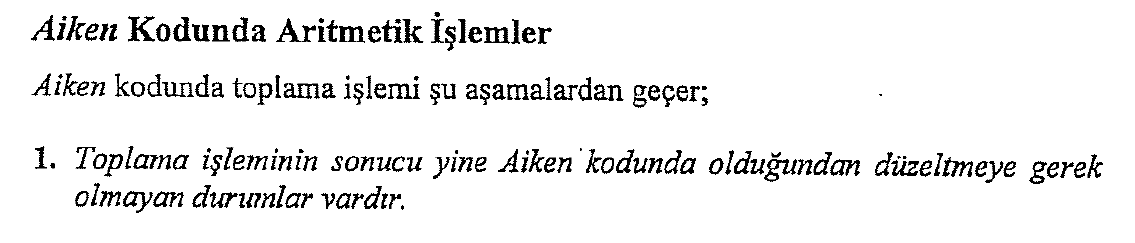 Aiken Kodunda Aritmetik İşlemler
Aiken kodunda toplama işlemi şu aşamalardan geçer;
1. Toplama işleminin sonucu yine Aiken kodunda olduğundan düzeltmeye gerek
olmayan durumlar vardır.